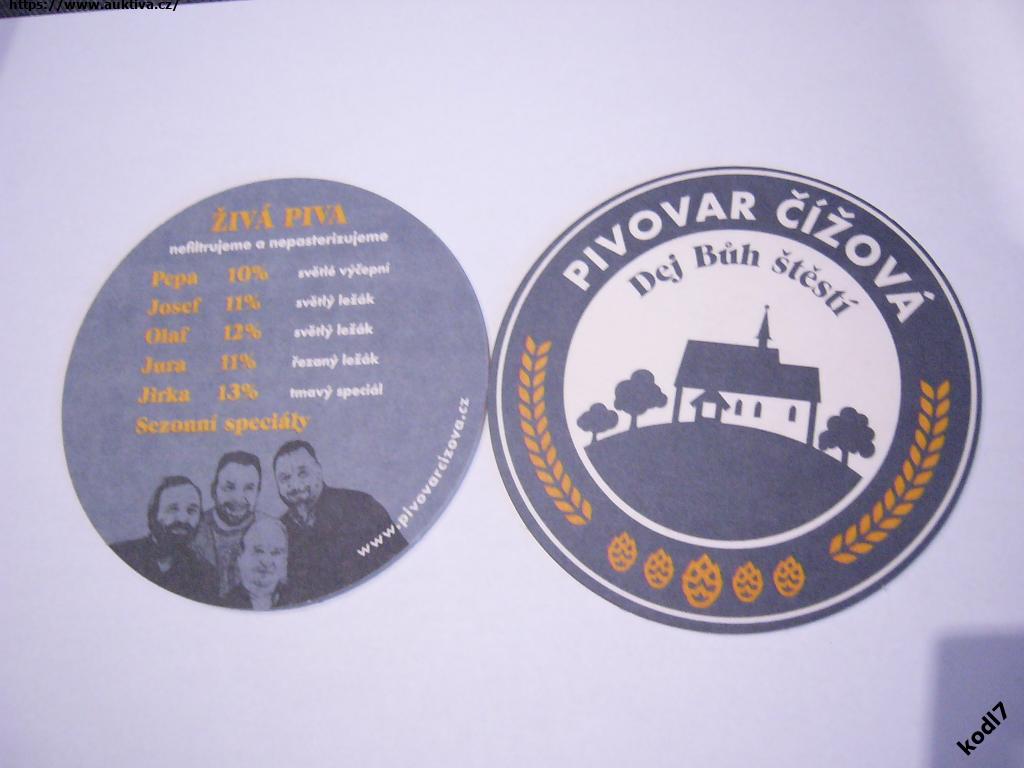 https://www.auktiva.cz/
ŽIVÁ PIVA
nefiltrujeme a nepasterizujeme
Pepa 10% světlé výčepní
Josef 11% světlý ležák
Olaf 12% světlý ležák
Jura 11% řezaný ležák
Jirka 13% tmavý speciál
Sezonní speciály
www.pivovarcizova.cz
PIVOVAR ČÍŽOVÁ
Dej Bůh štěstí
kodl7